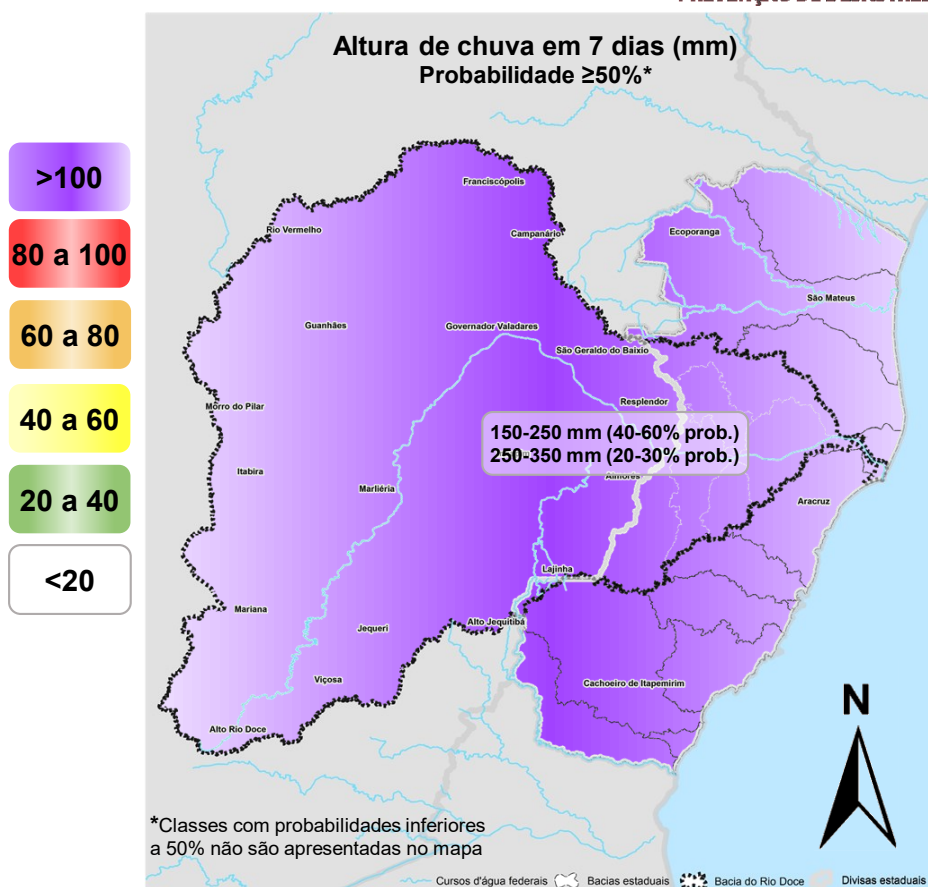 Altura de chuva em 7 dias (mm)
Probabilidade ≥50%*
>100
80 a 100
60 a 80
40 a 60
20 a 40
<20
Franciscópolis
Rio Vermelho
Campanário
Ecoporanga
São Mateus
Guanhães
Governador Valadares
São Geraldo do Baixio
Resplendor
Morro do Pilar
150-250 mm (40-60% prob.)
250-350 mm (20-30% prob.)
Itabira
Aimorés
Marliéria
Aracruz
Lajinha
Mariana
Alto Jequitibá
Jequeri
Viçosa
Cachoeiro de Itapemirim
Alto Rio Doce
N
*Classes com probabilidades inferiores
a 50% não são apresentadas no mapa
Cursos d'água federais Bacias estaduais Bacia do Rio Doce Divisas estaduais